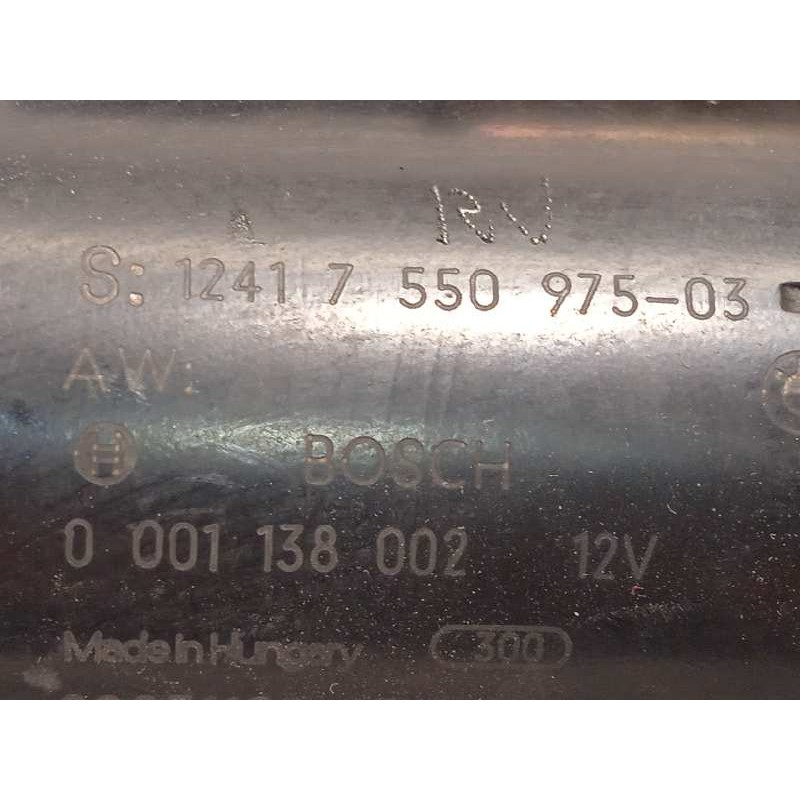 RV
S: 1241 7 550 975-03
AW:
BOSCH
0 001 138 002 12V
Made in Hungary 300